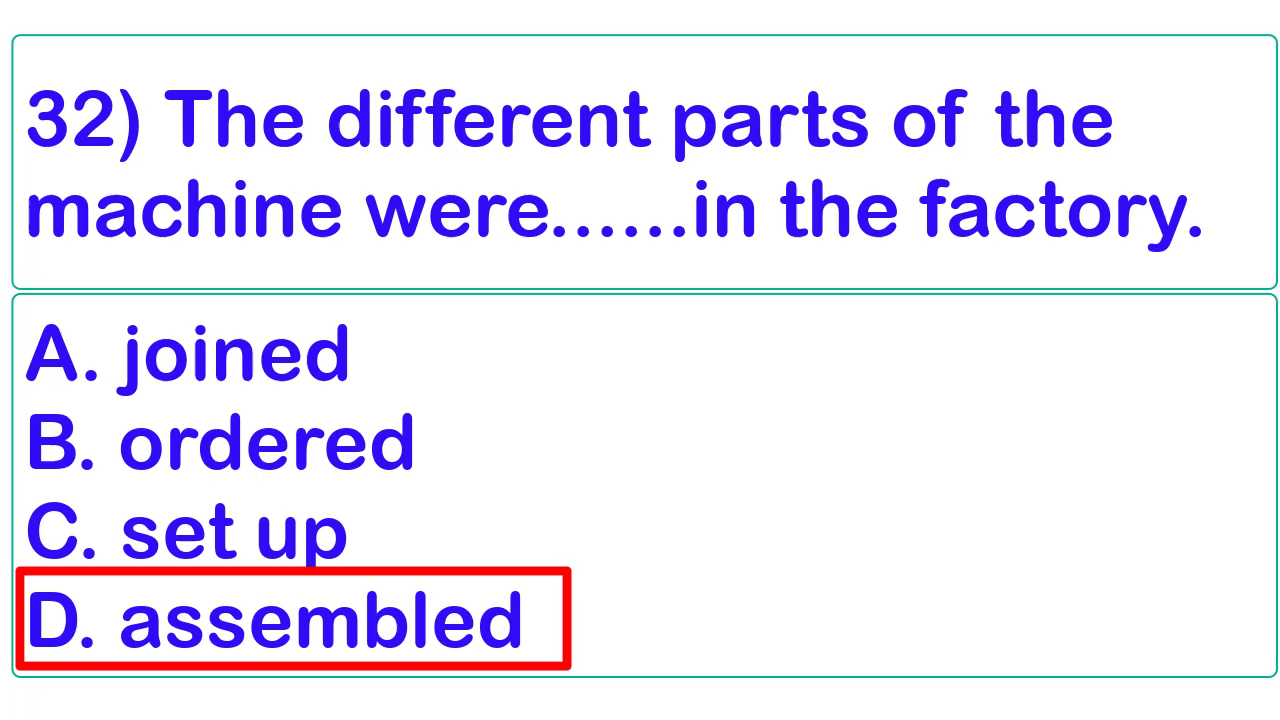 32) The different parts of the
machine were......in the factory.
A. joined
B. ordered
C. set up
D. assembled